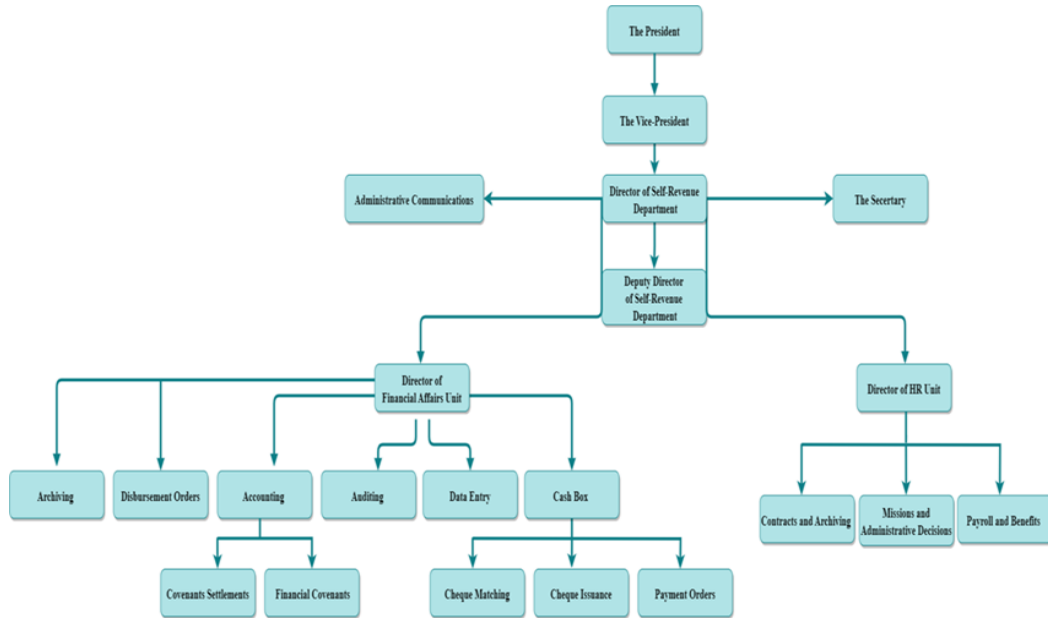 The President
The Vice-President
Administrative Communications
Director of Self-Revenue
Department
The Secertary
Deputy Director
of Self-Revenue
Department
Director of
Financial Affairs Unit
Director of HR Unit
Archiving
Disbursement Orders
Accounting
Auditing
Data Entry
Cash Box
Contracts and Archiving
Missions and
Administrative Decisions
Payroll and Benefits
Covenants Settlements
Financial Covenants
Cheque Matching
Cheque Issuance
Payment Orders